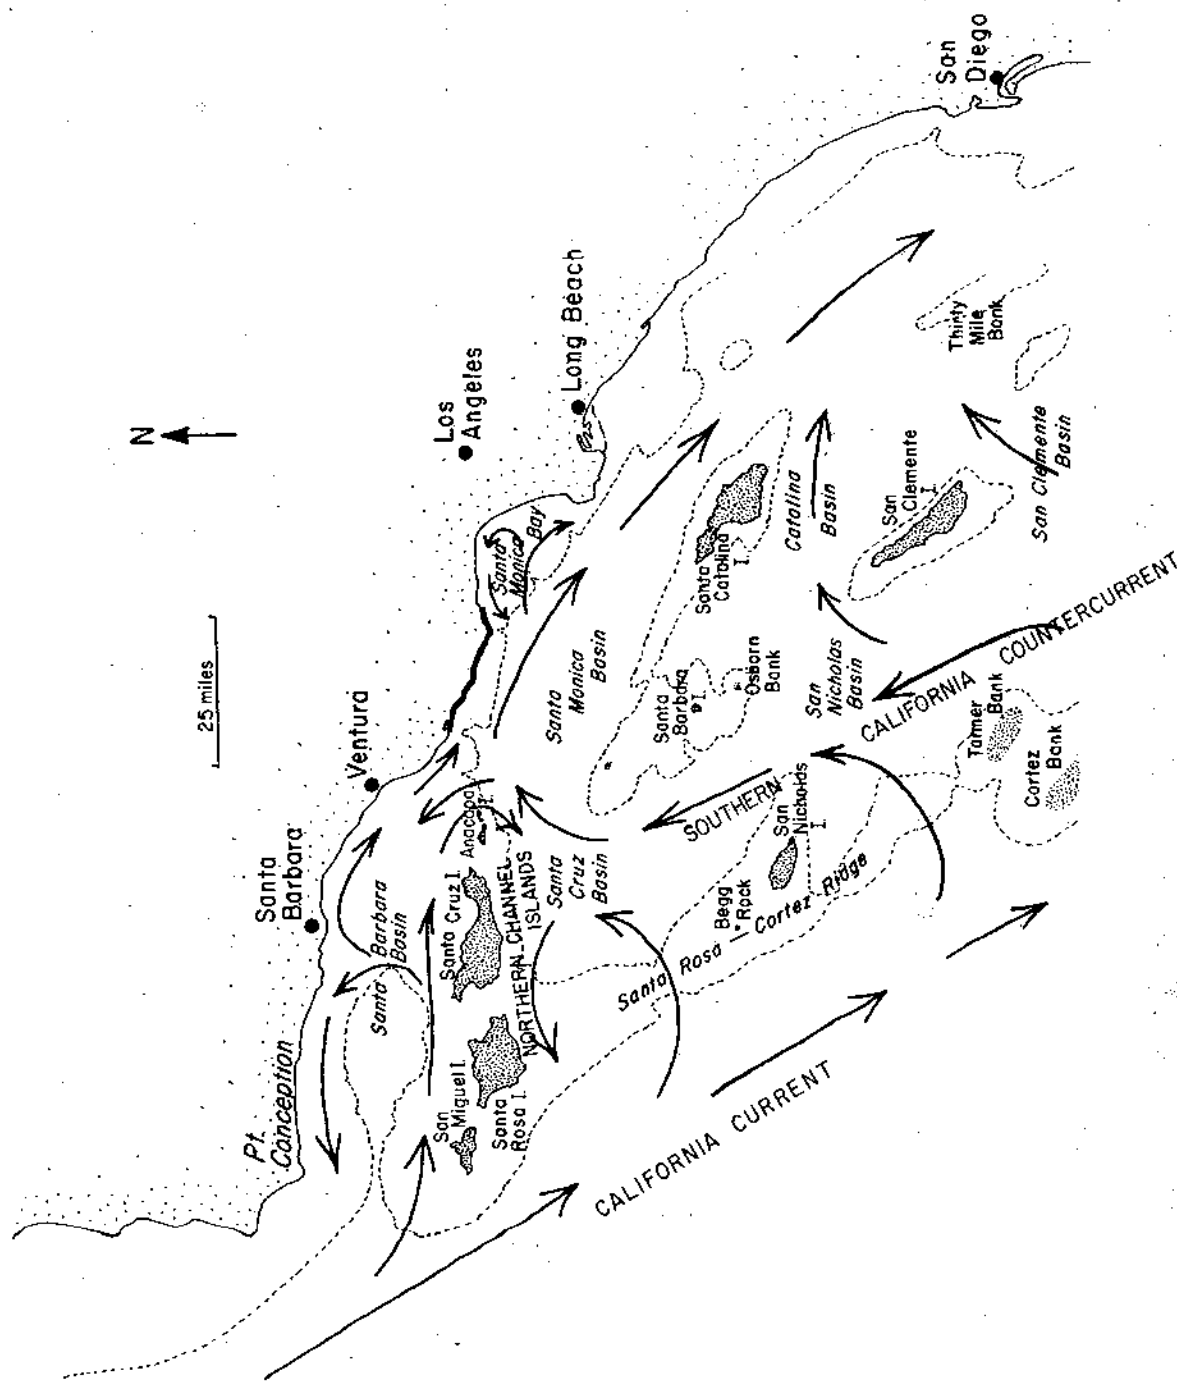 N
25 miles
Pt.
Conception
Santa
Barbara
Ventura
Los
Angeles
Long Beach
San
Diego
Santa
Barbara
Basin
San
Miguel I.
Santa
Rosa I.
Santa Cruz I.
Anacapa
I.
NORTHERN CHANNEL
ISLANDS
Santa
Cruz
Basin
Santa
Monica
Bay
Santa
Monica
Basin
Santa
Barbara
I.
Osborn
Bank
Santa
Catalina
I.
Catalina
Basin
San
Clemente
I.
San Clemente
Basin
Thirty
Mile
Bank
San
Nicholas
Basin
San
Nicholas
I.
Begg
Rock
Santa Rosa — Cortez Ridge
Tanner
Bank
Cortez
Bank
SOUTHERN CALIFORNIA COUNTERCURRENT
CALIFORNIA CURRENT